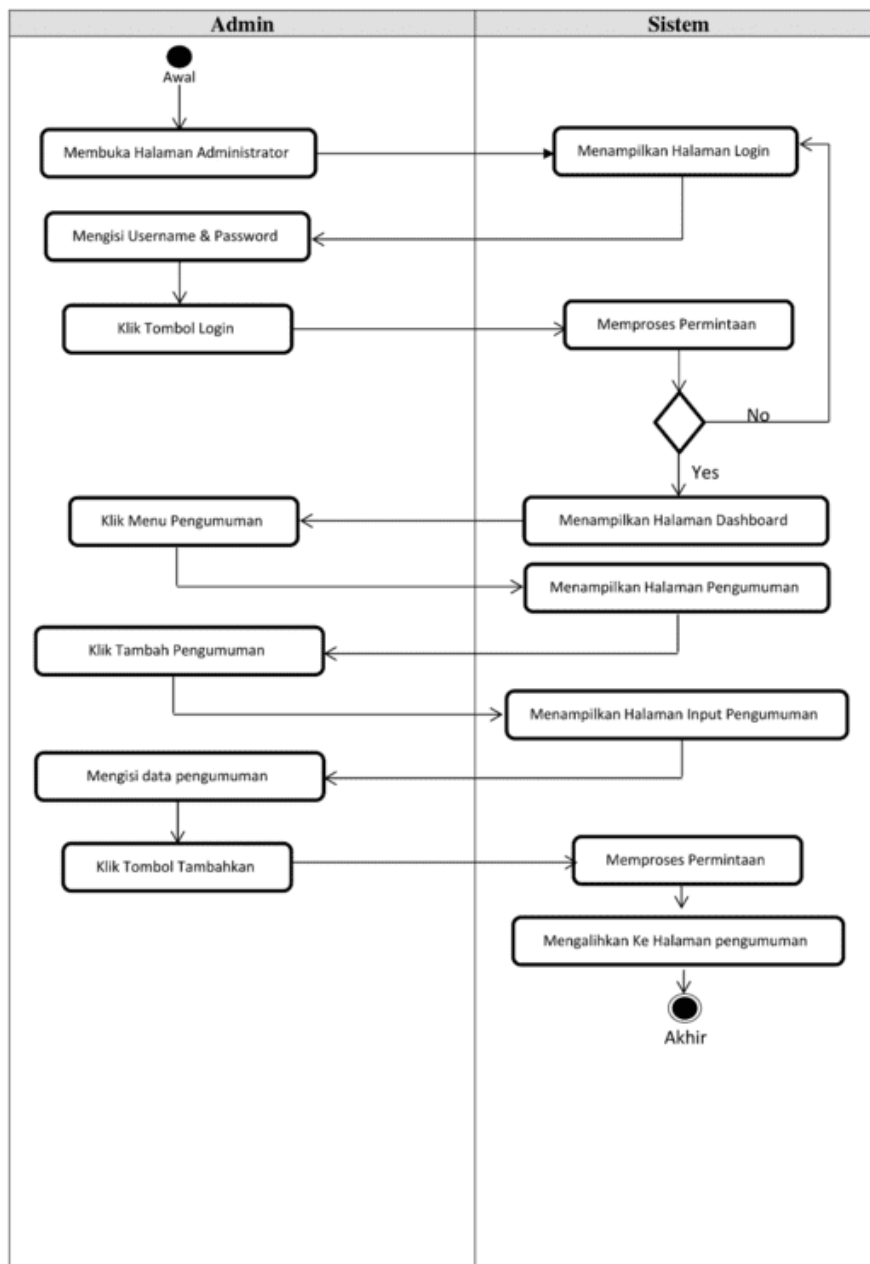 Admin
Sistem
Awal
Membuka Halaman Administrator
Menampilkan Halaman Login
Mengisi Username & Password
Klik Tombol Login
Memproses Permintaan
No
Yes
Klik Menu Pengumuman
Menampilkan Halaman Dashboard
Menampilkan Halaman Pengumuman
Klik Tambah Pengumuman
Menampilkan Halaman Input Pengumuman
Mengisi data pengumuman
Klik Tombol Tambahkan
Memproses Permintaan
Mengalihkan Ke Halaman pengumuman
Akhir